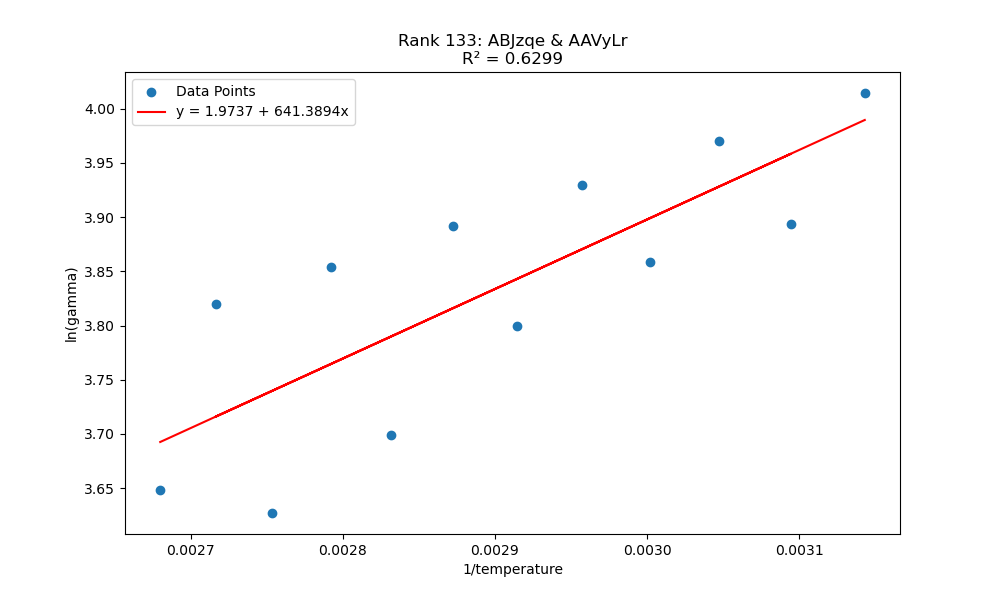 Rank 133: ABJzqe & AAVyLr
R² = 0.6299
Data Points
y = 1.9737 + 641.3894x
ln(gamma)
4.00
3.95
3.90
3.85
3.80
3.75
3.70
3.65
0.0027
0.0028
0.0029
0.0030
0.0031
1/temperature